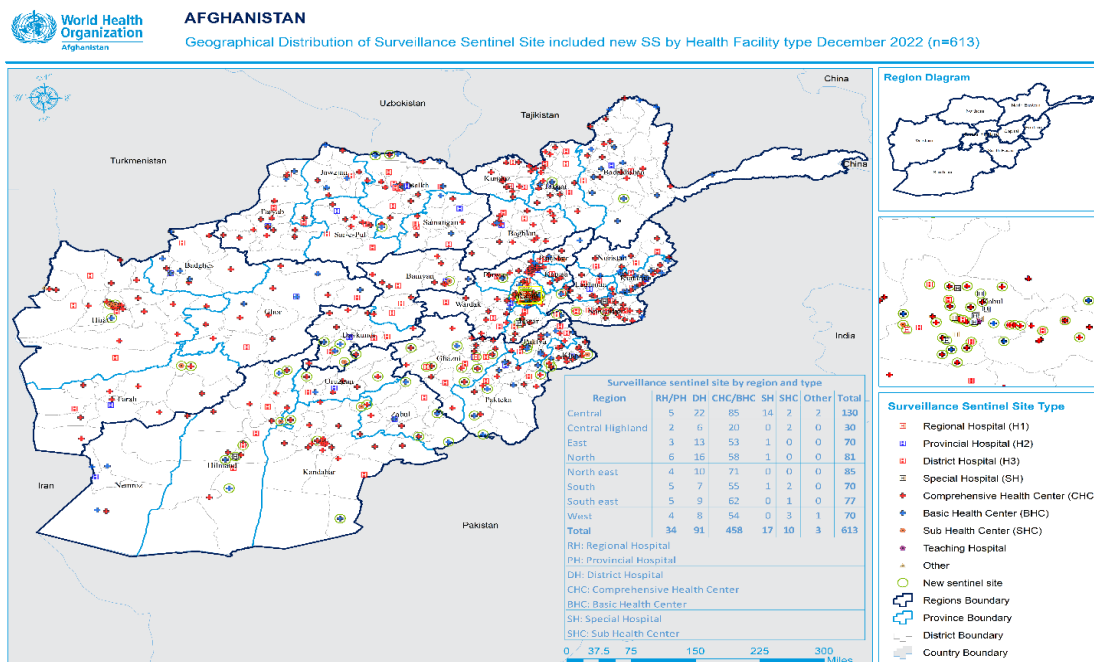 World Health
Organization
Afghanistan
AFGHANISTAN
Geographical Distribution of Surveillance Sentinel Site included new SS by Health Facility type December 2022 (n=613)
China
Uzbokistan
Tajikistan
Turkmenistan
China
Jawzjan
Balkh
Kunduz
Takhar
Badakhshan
Faryab
Sar-e-Pul
Samangan
Baghlan
Badghis
Bamyan
Nuristan
Wardak
Hirat
Ghor
Ghazni
Uruzgan
Paktya
Paktika
Farah
Zabul
Hilmand
Kandahar
Nimroz
India
Iran
Pakistan
Surveillance sentinel site by region and type
Region RH/PH DH CHC/BHC SH SHC Other Total
Central 5 22 85 14 2 2 130
Central Highland 2 6 20 0 2 0 30
East 3 13 53 1 0 0 70
North 6 16 58 1 0 0 81
North east 4 10 71 0 0 0 85
South 5 7 55 1 2 0 70
South east 5 9 62 0 1 0 77
West 4 8 54 0 3 1 70
Total 34 91 458 17 10 3 613
RH: Regional Hospital
PH: Provincial Hospital
DH: District Hospital
CHC: Comprehensive Health Center
BHC: Basic Health Center
SH: Special Hospital
SHC: Sub Health Center
0 37.5 75 150 225 300
Miles
Region Diagram
Kabul
Surveillance Sentinel Site Type
Regional Hospital (H1)
Provincial Hospital (H2)
District Hospital (H3)
Special Hospital (SH)
Comprehensive Health Center (CHC
Basic Health Center (BHC)
Sub Health Center (SHC)
Teaching Hospital
Other
New sentinel site
Regions Boundary
Province Boundary
District Boundary
Country Boundary